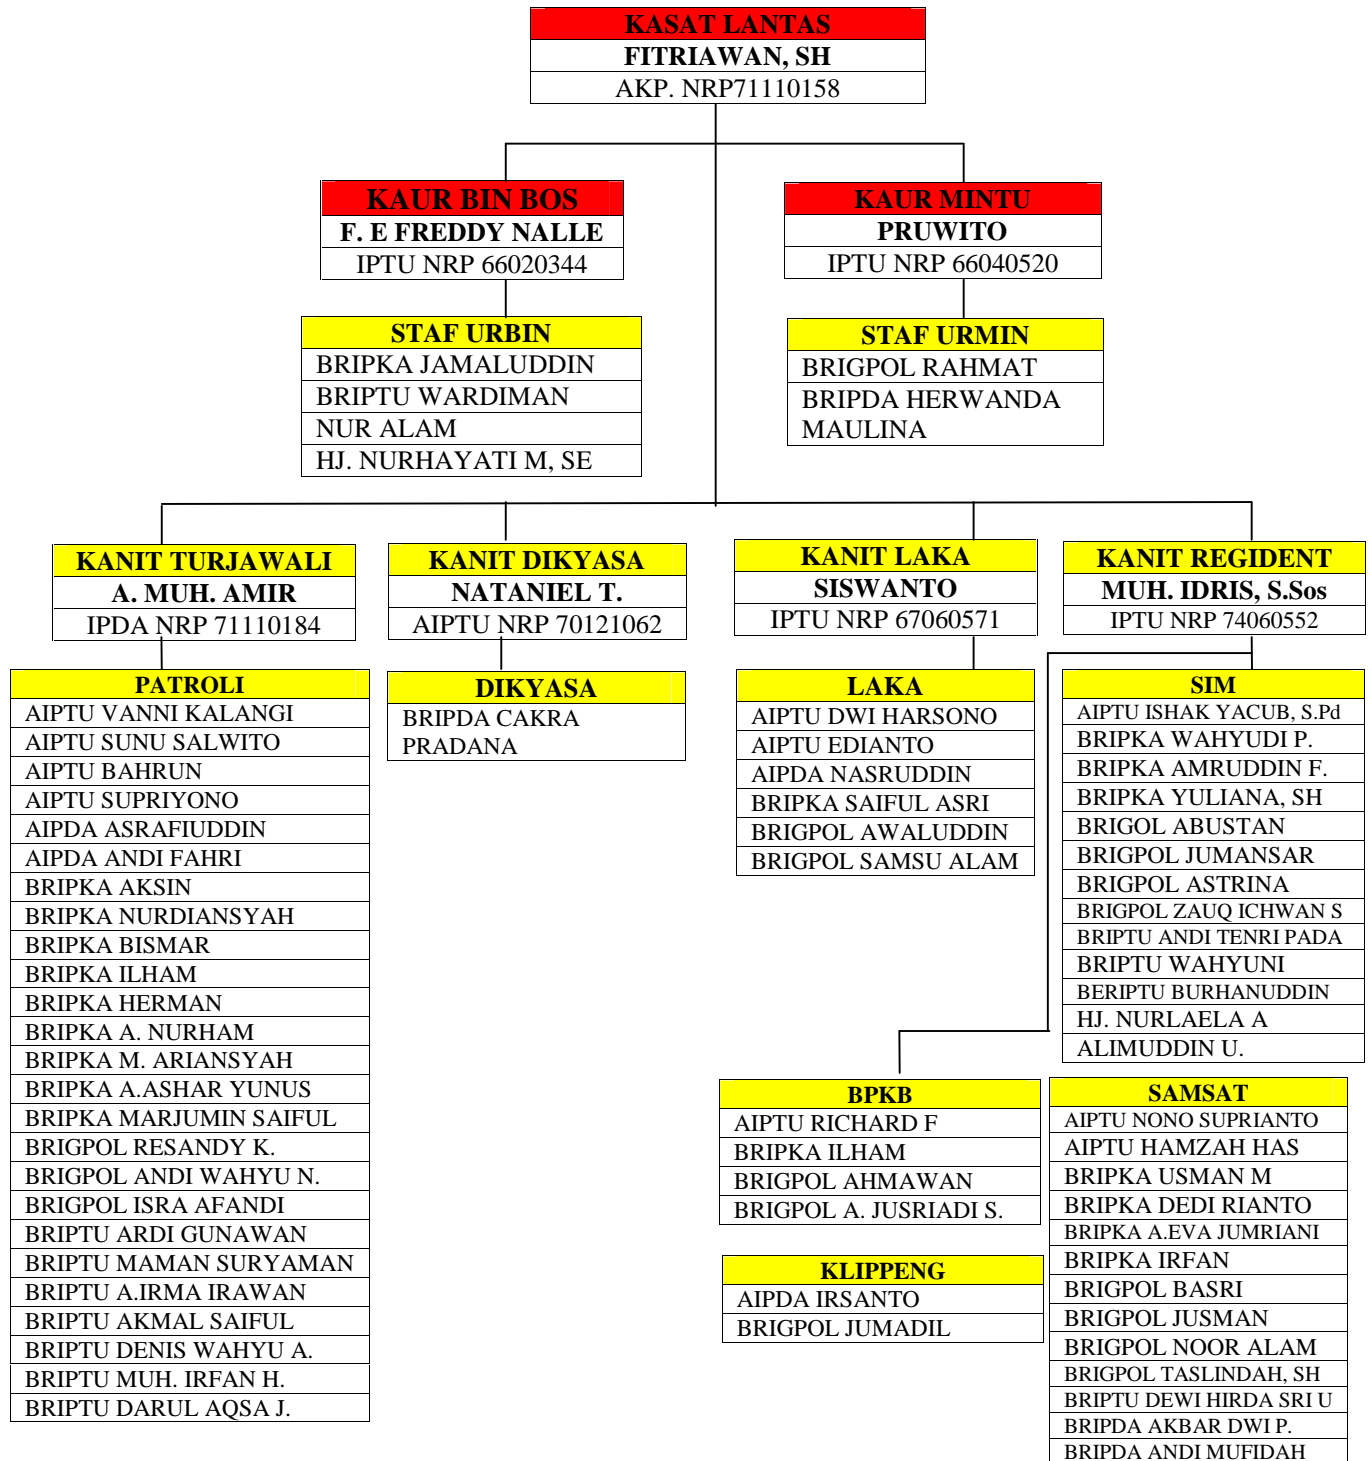 KASAT LANTAS
FITRIAWAN, SH
AKP. NRP71110158
KAUR BIN BOS
F. E FREDDY NALLE
IPTU NRP 66020344
KAUR MINTU
PRUWITO
IPTU NRP 66040520
STAF URBIN
BRIPKA JAMALUDDIN
BRIPTU WARDIMAN
NUR ALAM
HJ. NURHAYATI M, SE
STAF URMIN
BRIGPOL RAHMAT
BRIPDA HERWANDA
MAULINA
KANIT TURJAWALI
A. MUH. AMIR
IPDA NRP 71110184
KANIT DIKYASA
NATANIEL T.
AIPTU NRP 70121062
KANIT LAKA
SISWANTO
IPTU NRP 67060571
KANIT REGIDENT
MUH. IDRIS, S.Sos
IPTU NRP 74060552
PATROLI
AIPTU VANNI KALANGI
AIPTU SUNU SALWITO
AIPTU BAHRUN
AIPTU SUPRIYONO
AIPDA ASRAFIUDDIN
AIPDA ANDI FAHRI
BRIPKA AKSIN
BRIPKA NURDIANSYAH
BRIPKA BISMAR
BRIPKA ILHAM
BRIPKA HERMAN
BRIPKA A. NURHAM
BRIPKA M. ARIANSYAH
BRIPKA A.ASHAR YUNUS
BRIPKA MARJUMIN SAIFUL
BRIGPOL RESANDY K.
BRIGPOL ANDI WAHYU N.
BRIGPOL ISRA AFANDI
BRIPTU ARDI GUNAWAN
BRIPTU MAMAN SURYAMAN
BRIPTU A.IRMA IRAWAN
BRIPTU AKMAL SAIFUL
BRIPTU DENIS WAHYU A.
BRIPTU MUH. IRFAN H.
BRIPTU DARUL AQSA J.
DIKYASA
BRIPDA CAKRA
PRADANA
LAKA
AIPTU DWI HARSONO
AIPTU EDIANTO
AIPDA NASRUDDIN
BRIPKA SAIFUL ASRI
BRIGPOL AWALUDDIN
BRIGPOL SAMSU ALAM
SIM
AIPTU ISHAK YACUB, S.Pd
BRIPKA WAHYUDI P.
BRIPKA AMRUDDIN F.
BRIPKA YULIANA, SH
BRIGOL ABUSTAN
BRIGPOL JUMANSAR
BRIGPOL ASTRINA
BRIGPOL ZAUQ ICHWAN S
BRIPTU ANDI TENRI PADA
BRIPTU WAHYUNI
BERIPTU BURHANUDDIN
HJ. NURLAELA A
ALIMUDDIN U.
BPKB
AIPTU RICHARD F
BRIPKA ILHAM
BRIGPOL AHMAWAN
BRIGPOL A. JUSRIADI S.
KLIPPENG
AIPDA IRSANTO
BRIGPOL JUMADIL
SAMSAT
AIPTU NONO SUPRIANTO
AIPTU HAMZAH HAS
BRIPKA USMAN M
BRIPKA DEDI RIANTO
BRIPKA A.EVA JUMRIANI
BRIPKA IRFAN
BRIGPOL BASRI
BRIGPOL JUSMAN
BRIGPOL NOOR ALAM
BRIGPOL TASLINDAH, SH
BRIPTU DEWI HIRDA SRI U
BRIPDA AKBAR DWI P.
BRIPDA ANDI MUFIDAH